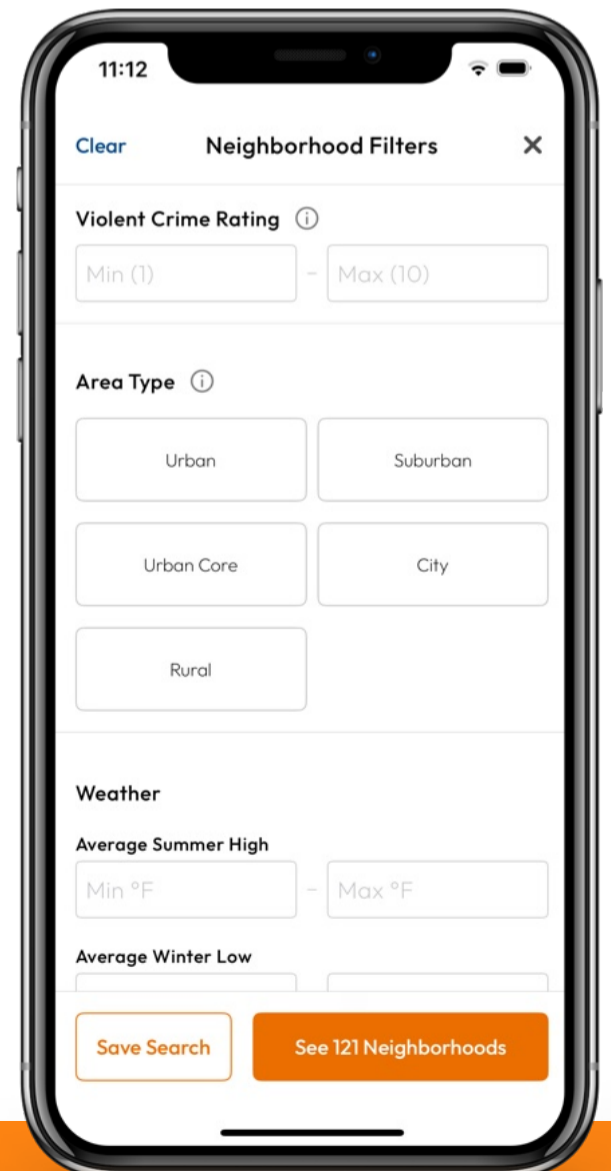 11:12
Clear Neighborhood Filters
Violent Crime Rating
Min (1) - Max (10)
Area Type
Urban Suburban
Urban Core City
Rural
Weather
Average Summer High
Min °F - Max °F
Average Winter Low
Save Search See 121 Neighborhoods